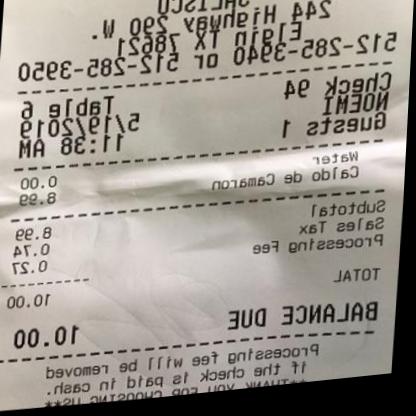 JALISCO
244 Highway 290 W.
Elgin TX 78621
512-285-3940 or 512-285-3950
Check 94 Table 6
NOEMI 5/19/2019
Guests 1 11:38 AM
Water 0.00
Caldo de Camaron 8.99
Subtotal 8.99
Sales Tax 0.74
Processing Fee 0.27
TOTAL 10.00
BALANCE DUE 10.00
Processing fee will be removed
if the check is paid in cash.
**THANK YOU FOR CHOOSING US**